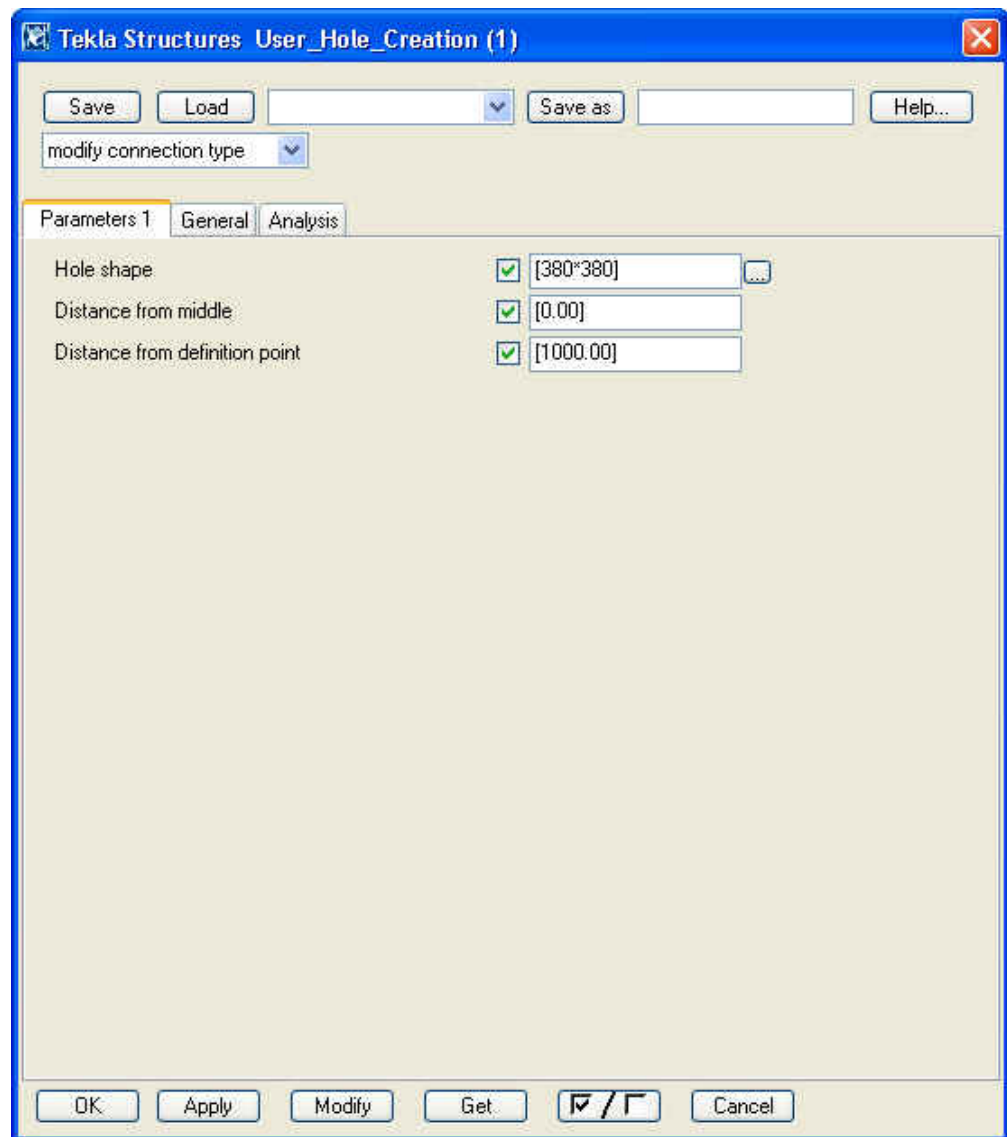 Tekla Structures User_Hole_Creation (1)
Save Load Save as Help...
modify connection type
Parameters 1 General Analysis
Hole shape [380*380] ...
Distance from middle [0.00]
Distance from definition point [1000.00]
OK Apply Modify Get / Cancel